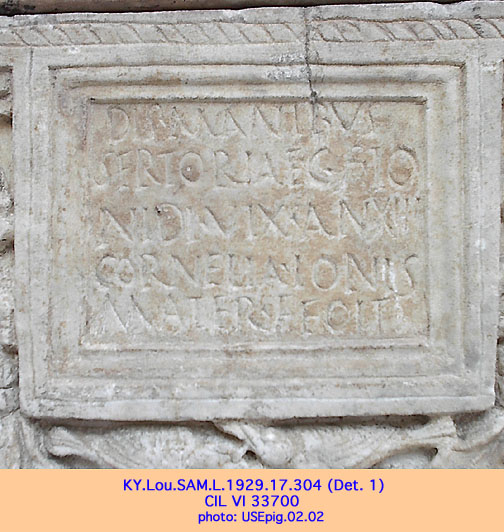 DIS MANIBVS
SERTORIAE G F IO
NIDI VIX AN XII
CORNELIA IONIS
MATER FECIT
KY.Lou.SAM.L.1929.17.304 (Det. 1)
CIL VI 33700
photo: USEpig.02.02